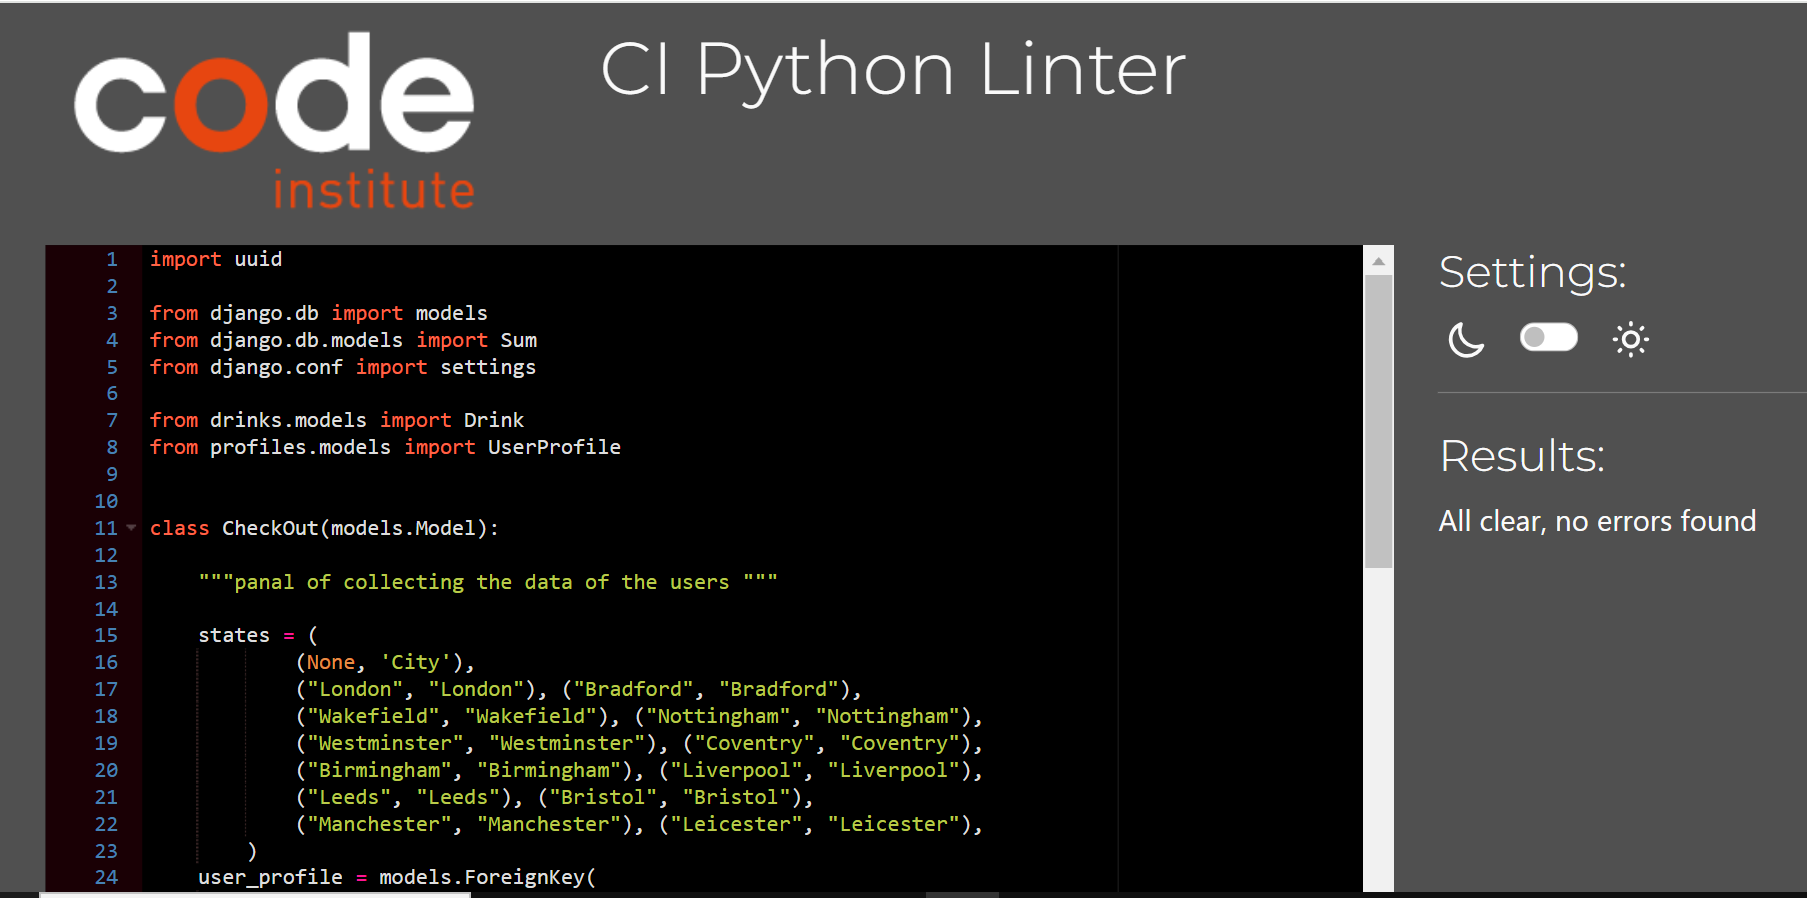 code
institute
CI Python Linter
1 import uuid
2
3 from django.db import models
4 from django.db.models import Sum
5 from django.conf import settings
6
7 from drinks.models import Drink
8 from profiles.models import UserProfile
9
10
11 class CheckOut(models.Model):
12
13     """panal of collecting the data of the users """
14
15     states = (
16             (None, 'City'),
17             ("London", "London"), ("Bradford", "Bradford"),
18             ("Wakefield", "Wakefield"), ("Nottingham", "Nottingham"),
19             ("Westminster", "Westminster"), ("Coventry", "Coventry"),
20             ("Birmingham", "Birmingham"), ("Liverpool", "Liverpool"),
21             ("Leeds", "Leeds"), ("Bristol", "Bristol"),
22             ("Manchester", "Manchester"), ("Leicester", "Leicester"),
23         )
24     user_profile = models.ForeignKey(
Settings:
Results:
All clear, no errors found